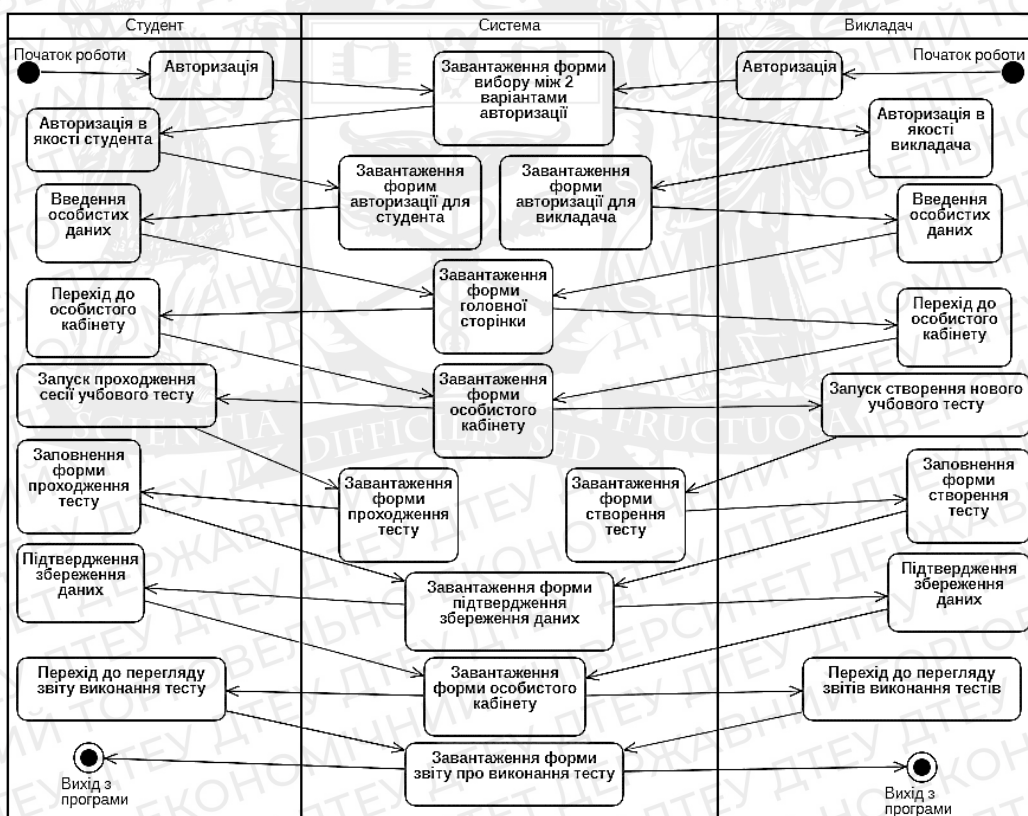 Студент
Система
Викладач
Початок роботи
Авторизація
Завантаження форми
вибору між 2
варіантами
авторизації
Авторизація
Початок роботи
Авторизація в
якості студента
Авторизація в
якості
викладача
Завантаження
форим
авторизації для
студента
Завантаження
форми
авторизації для
викладача
Введення
особистих
даних
Введення
особистих
даних
Завантаження
форми
головної
сторінки
Перехід до
особистого
кабінету
Перехід до
особистого
кабінету
Запуск проходження
сесії учбового тесту
Завантаження
форми
особистого
кабінету
Запуск створення нового
учбового тесту
Заповнення
форми
проходження
тесту
Завантаження
форми
проходження
тесту
Завантаження
форми
створення
тесту
Заповнення
форми
створення
тесту
Підтвердження
збереження
даних
Завантаження форми
підтвердження
збереження даних
Підтвердження
збереження
даних
Перехід до перегляду
звіту виконання тесту
Завантаження
форми особистого
кабінету
Перехід до перегляду
звітів виконання тестів
Завантаження форми
звіту про виконання тесту
Вихід з
програми
Вихід з
програми
SCIENTIA DIFFICILIS SED FRUCTUOSA